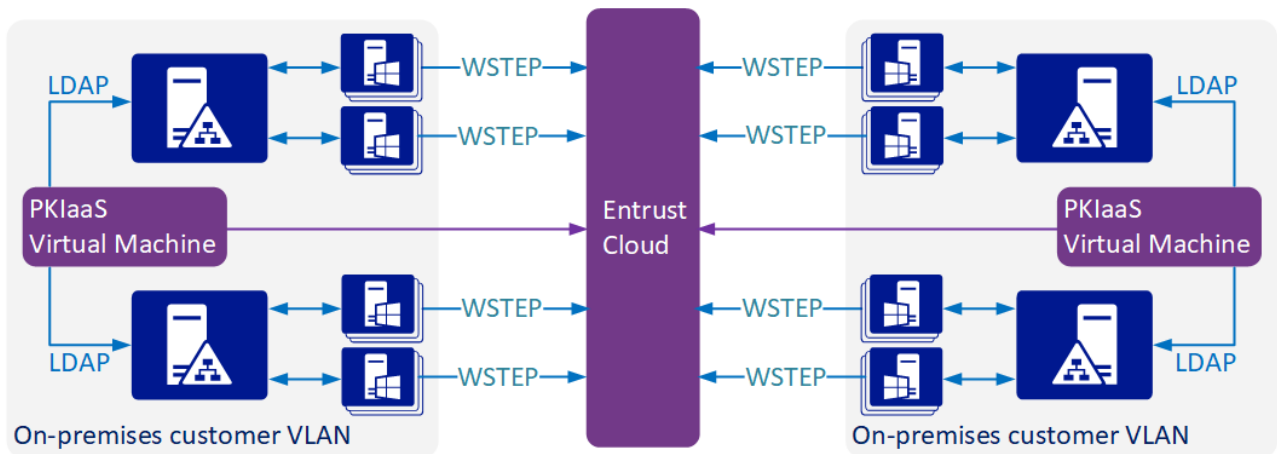 LDAP
WSTEP
WSTEP
LDAP
WSTEP
WSTEP
PKIaaS
Virtual Machine
Entrust
Cloud
PKIaaS
Virtual Machine
WSTEP
WSTEP
LDAP
WSTEP
WSTEP
LDAP
On-premises customer VLAN
On-premises customer VLAN